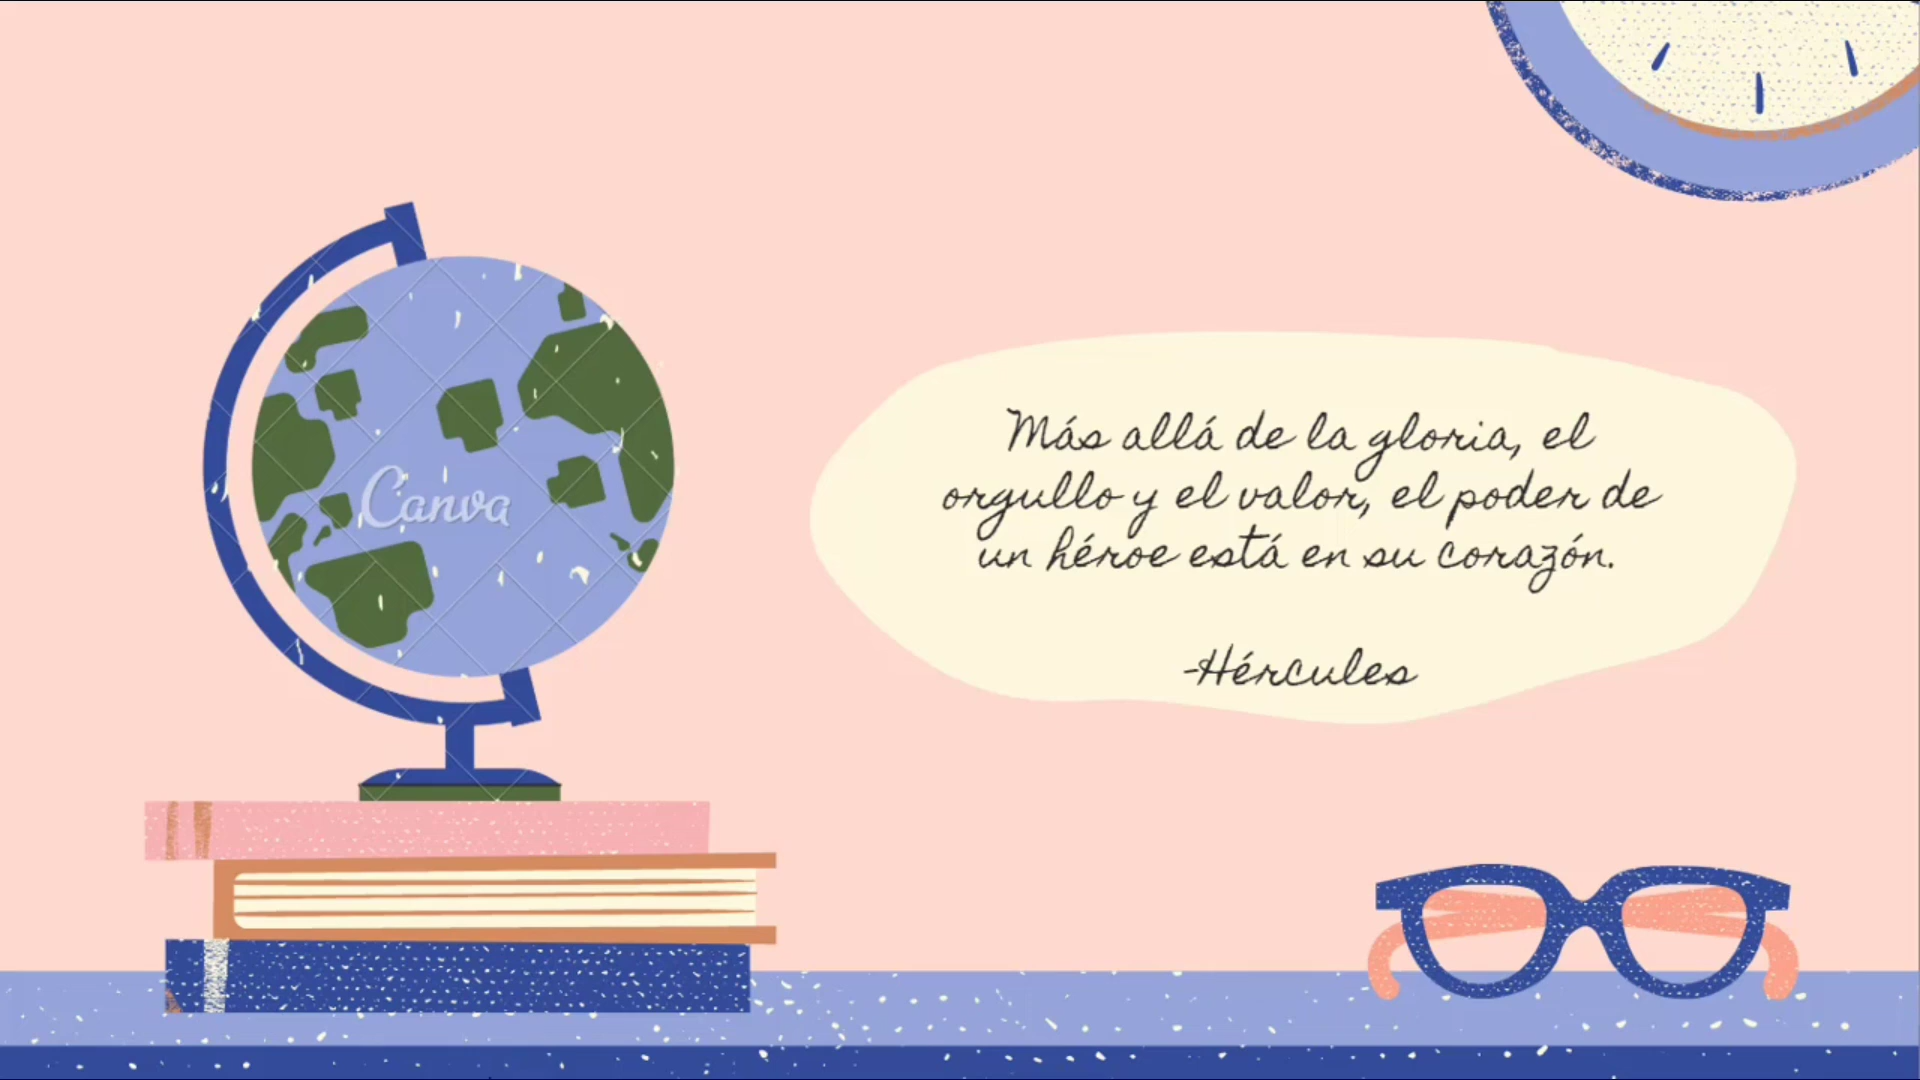 Más allá de la gloria, el
orgullo y el valor, el poder de
un héroe está en su corazón.
-Hércules
Canva